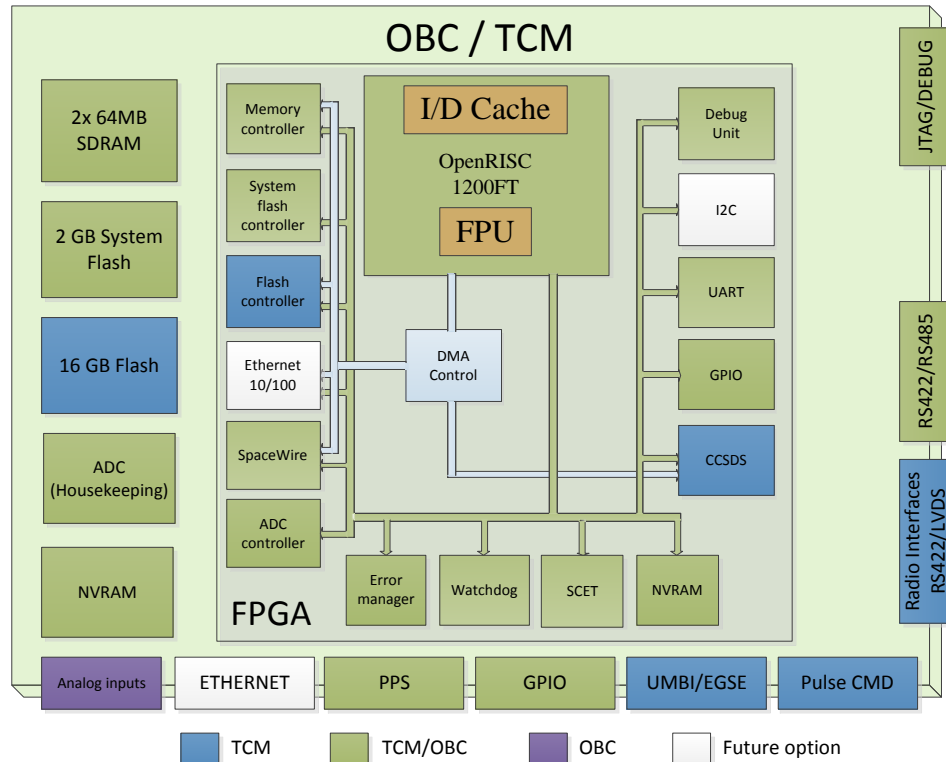 OBC / TCM
2x 64MB
SDRAM
2 GB System
Flash
16 GB Flash
ADC
(Housekeeping)
NVRAM
Memory
controller
System
flash
controller
Flash
controller
Ethernet
10/100
SpaceWire
ADC
controller
FPGA
I/D Cache
OpenRISC
1200FT
FPU
DMA
Control
Error
manager
Watchdog
SCET
NVRAM
Debug
Unit
I2C
UART
GPIO
CCSDS
JTAG/DEBUG
RS422/RS485
Radio Interfaces
RS422/LVDS
Analog inputs
ETHERNET
PPS
GPIO
UMBI/EGSE
Pulse CMD
TCM
TCM/OBC
OBC
Future option